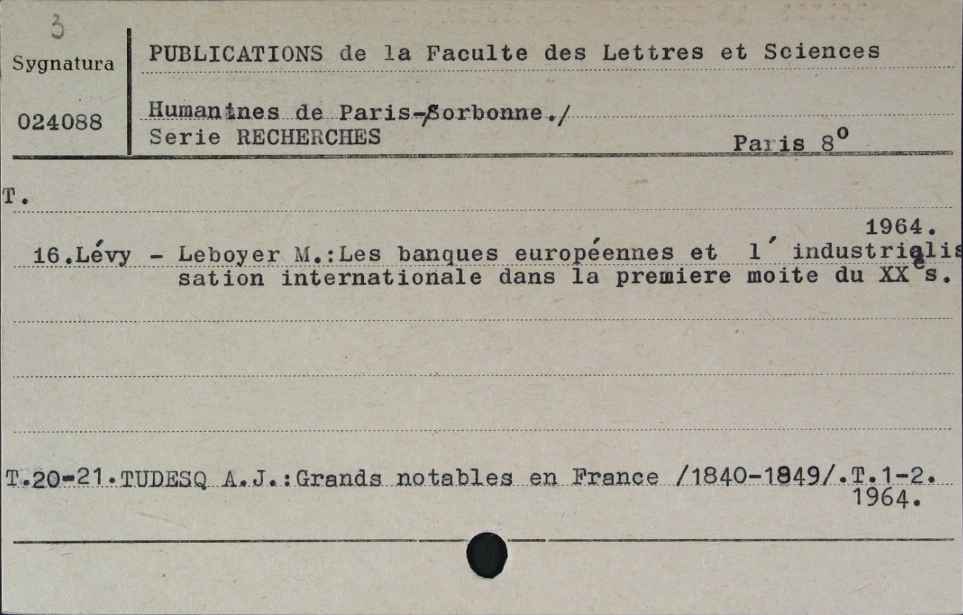 3
Sygnatura
PUBLICATIONS de la Faculte des Lettres et Sciences
024088
Humanines de Paris-Sorbonne./
Serie RECHERCHES
Paris 8º
T.
1964.
16.Lévy - Leboyer M.:Les banques européennes et l´industrialis
sation internationale dans la premiere moite du XXes.
T.20-21.TUDESQ A.J.:Grands notables en France /1840-1849/.T.1-2.
1964.